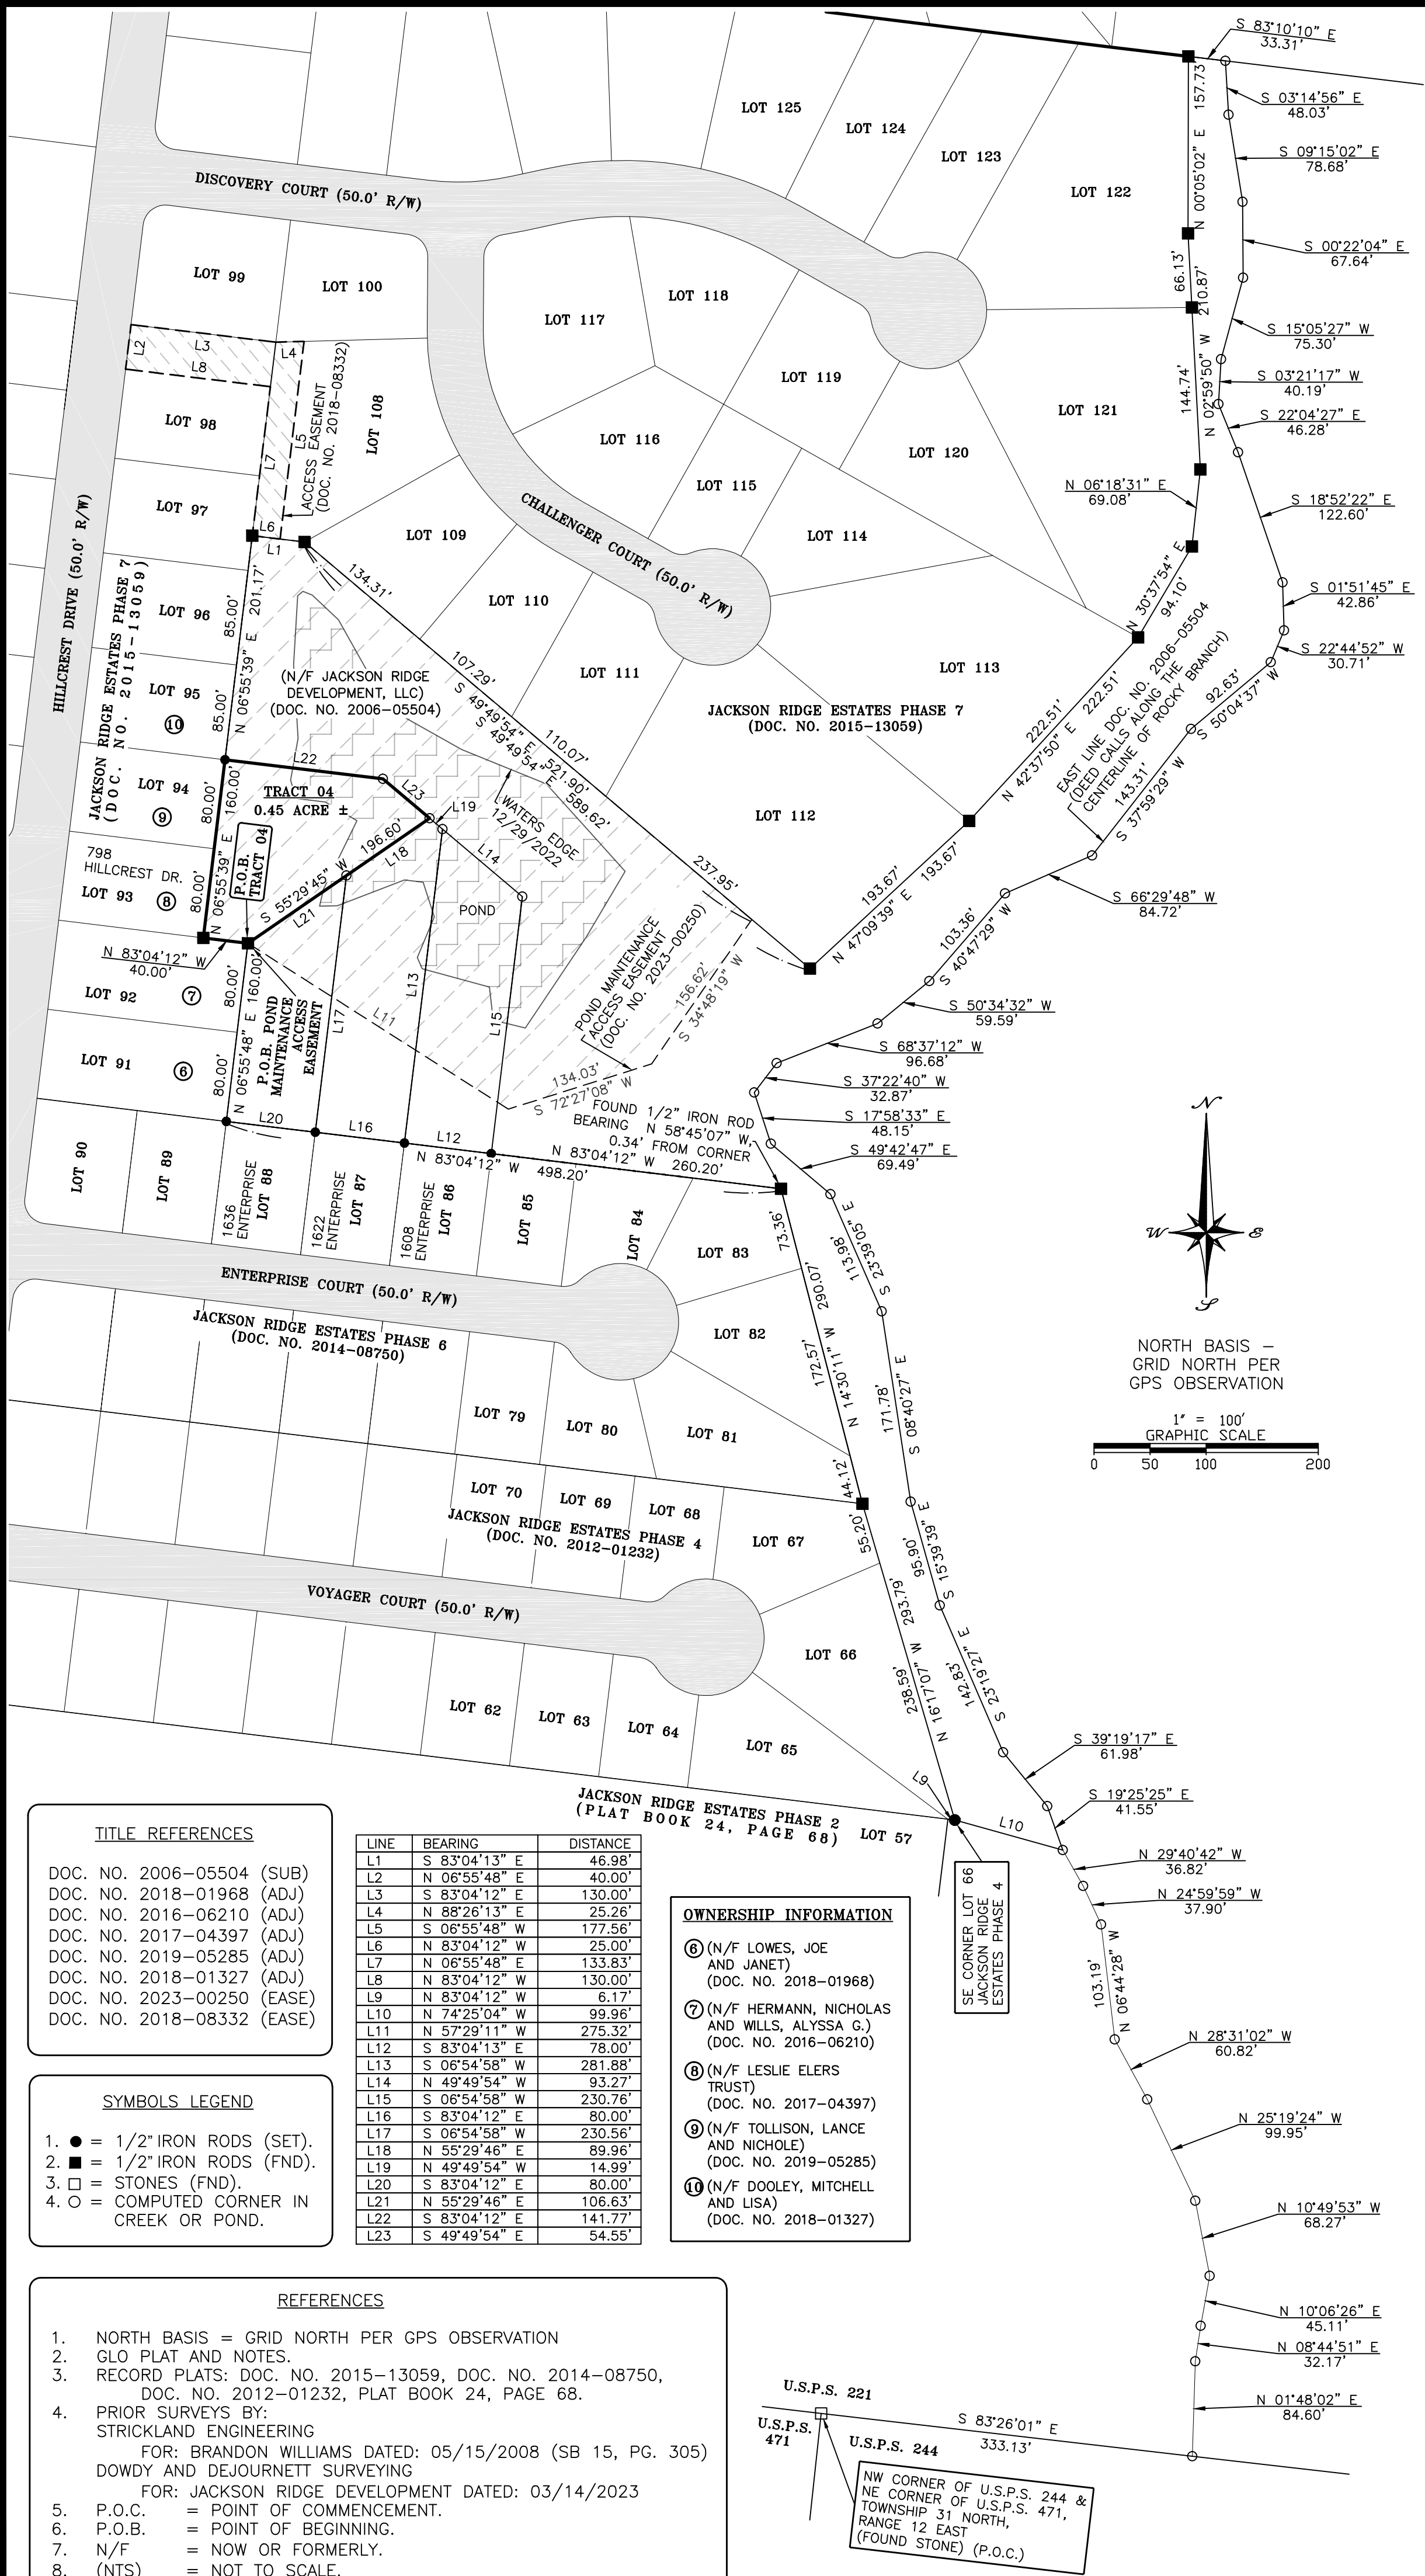 S 83°10'10" E
33.31'
S 03°14'56" E
48.03'
S 09°15'02" E
78.68'
S 00°22'04" E
67.64'
S 15°05'27" W
75.30'
S 03°21'17" W
40.19'
S 22°04'27" E
46.28'
S 18°52'22" E
122.60'
S 01°51'45" E
42.86'
S 22°44'52" W
30.71'
92.63'
S 50°04'37" W
143.31'
S 37°59'29" W
S 66°29'48" W
84.72'
103.36'
S 40°47'29" W
S 50°34'32" W
59.59'
S 68°37'12" W
96.68'
S 37°22'40" W
32.87'
S 17°58'33" E
48.15'
S 49°42'47" E
69.49'
113.98'
S 23°39'05" E
171.78'
S 08°40'27" E
95.90'
S 15°39'39" E
142.83'
S 23°19'27" E
S 39°19'17" E
61.98'
S 19°25'25" E
41.55'
N 29°40'42" W
36.82'
N 24°59'59" W
37.90'
103.19'
N 06°44'28" W
N 28°31'02" W
60.82'
N 25°19'24" W
99.95'
N 10°49'53" W
68.27'
N 10°06'26" E
45.11'
N 08°44'51" E
32.17'
N 01°48'02" E
84.60'
N 00°05'02" E 157.73'
66.13'
210.87'
144.74'
N 02°59'50" W
N 06°18'31" E
69.08'
N 30°37'54" E
94.10'
222.51'
N 42°37'50" E 222.51'
EAST LINE DOC. NO. 2006-05504
(DEED CALLS ALONG THE
CENTERLINE OF ROCKY BRANCH)
193.67'
N 47°09'39" E 193.67'
LOT 125
LOT 124
LOT 123
LOT 122
DISCOVERY COURT (50.0' R/W)
LOT 99
LOT 100
LOT 117
LOT 118
LOT 119
LOT 121
LOT 120
LOT 116
LOT 115
LOT 114
LOT 113
CHALLENGER COURT (50.0' R/W)
L2
L3
L8
L4
L5
L7
L6
L1
ACCESS EASEMENT
(DOC. NO. 2018-08332)
LOT 108
LOT 98
LOT 97
LOT 109
LOT 110
LOT 111
LOT 112
HILLCREST DRIVE (50.0' R/W)
JACKSON RIDGE ESTATES PHASE 7
(DOC. NO. 2015-13059)
JACKSON RIDGE ESTATES PHASE 7
(DOC. NO. 2015-13059)
LOT 96
LOT 95
10
LOT 94
9
798
HILLCREST DR.
LOT 93
8
LOT 92
7
LOT 91
6
85.00'
201.17'
N 06°55'39" E
85.00'
80.00'
160.00'
N 06°55'39" E
80.00'
134.31'
107.29'
110.07'
S 49°49'54" E 521.90'
S 49°49'54" E 589.62'
237.95'
(N/F JACKSON RIDGE
DEVELOPMENT, LLC)
(DOC. NO. 2006-05504)
L22
L23
L19
TRACT 04
0.45 ACRE ±
P.O.B.
TRACT 04
196.60'
L18
S 55°29'45" W
L21
L14
WATERS EDGE
12/29/2022
POND
L13
L15
L17
L11
N 83°04'12" W
40.00'
80.00'
160.00'
N 06°55'48" E
80.00'
P.O.B. POND
MAINTENANCE
ACCESS
EASEMENT
POND MAINTENANCE
ACCESS EASEMENT
(DOC. NO. 2023-00250)
156.62'
S 34°48'19" W
134.03'
S 72°27'08" W
FOUND 1/2" IRON ROD
BEARING N 58°45'07" W,
0.34' FROM CORNER
L20
L16
L12
N 83°04'12" W 498.20'
N 83°04'12" W 260.20'
LOT 90
LOT 89
1636
ENTERPRISE
LOT 88
1622
ENTERPRISE
LOT 87
1608
ENTERPRISE
LOT 86
LOT 85
LOT 84
LOT 83
LOT 82
73.36'
290.07'
172.57'
N 14°30'11" W
44.12'
ENTERPRISE COURT (50.0' R/W)
JACKSON RIDGE ESTATES PHASE 6
(DOC. NO. 2014-08750)
LOT 79
LOT 80
LOT 81
LOT 70
LOT 69
LOT 68
LOT 67
JACKSON RIDGE ESTATES PHASE 4
(DOC. NO. 2012-01232)
VOYAGER COURT (50.0' R/W)
55.20'
293.79'
238.59'
N 16°17'07" W
LOT 66
LOT 62
LOT 63
LOT 64
LOT 65
L9
L10
JACKSON RIDGE ESTATES PHASE 2
(PLAT BOOK 24, PAGE 68)
LOT 57
SE CORNER LOT 66
JACKSON RIDGE
ESTATES PHASE 4
N
W
E
S
NORTH BASIS –
GRID NORTH PER
GPS OBSERVATION
1" = 100'
GRAPHIC SCALE
0 50 100 200
TITLE REFERENCES
DOC. NO. 2006-05504 (SUB)
DOC. NO. 2018-01968 (ADJ)
DOC. NO. 2016-06210 (ADJ)
DOC. NO. 2017-04397 (ADJ)
DOC. NO. 2019-05285 (ADJ)
DOC. NO. 2018-01327 (ADJ)
DOC. NO. 2023-00250 (EASE)
DOC. NO. 2018-08332 (EASE)
SYMBOLS LEGEND
1. ● = 1/2" IRON RODS (SET).
2. ■ = 1/2" IRON RODS (FND).
3. □ = STONES (FND).
4. ○ = COMPUTED CORNER IN
CREEK OR POND.
LINE BEARING DISTANCE
L1 S 83°04'13" E 46.98'
L2 N 06°55'48" E 40.00'
L3 S 83°04'12" E 130.00'
L4 N 88°26'13" E 25.26'
L5 S 06°55'48" W 177.56'
L6 N 83°04'12" W 25.00'
L7 N 06°55'48" E 133.83'
L8 N 83°04'12" W 130.00'
L9 N 83°04'12" W 6.17'
L10 N 74°25'04" W 99.96'
L11 N 57°29'11" W 275.32'
L12 S 83°04'13" E 78.00'
L13 S 06°54'58" W 281.88'
L14 N 49°49'54" W 93.27'
L15 S 06°54'58" W 230.76'
L16 S 83°04'12" E 80.00'
L17 S 06°54'58" W 230.56'
L18 N 55°29'46" E 89.96'
L19 N 49°49'54" W 14.99'
L20 S 83°04'12" E 80.00'
L21 N 55°29'46" E 106.63'
L22 S 83°04'12" E 141.77'
L23 S 49°49'54" E 54.55'
OWNERSHIP INFORMATION
6 (N/F LOWES, JOE
AND JANET)
(DOC. NO. 2018-01968)
7 (N/F HERMANN, NICHOLAS
AND WILLS, ALYSSA G.)
(DOC. NO. 2016-06210)
8 (N/F LESLIE ELERS
TRUST)
(DOC. NO. 2017-04397)
9 (N/F TOLLISON, LANCE
AND NICHOLE)
(DOC. NO. 2019-05285)
10 (N/F DOOLEY, MITCHELL
AND LISA)
(DOC. NO. 2018-01327)
REFERENCES
1. NORTH BASIS = GRID NORTH PER GPS OBSERVATION
2. GLO PLAT AND NOTES.
3. RECORD PLATS: DOC. NO. 2015-13059, DOC. NO. 2014-08750,
DOC. NO. 2012-01232, PLAT BOOK 24, PAGE 68.
4. PRIOR SURVEYS BY:
STRICKLAND ENGINEERING
FOR: BRANDON WILLIAMS DATED: 05/15/2008 (SB 15, PG. 305)
DOWDY AND DEJOURNETT SURVEYING
FOR: JACKSON RIDGE DEVELOPMENT DATED: 03/14/2023
5. P.O.C. = POINT OF COMMENCEMENT.
6. P.O.B. = POINT OF BEGINNING.
7. N/F = NOW OR FORMERLY.
8. (NTS) = NOT TO SCALE.
U.S.P.S. 221
U.S.P.S.
471
U.S.P.S. 244
S 83°26'01" E
333.13'
NW CORNER OF U.S.P.S. 244 &
NE CORNER OF U.S.P.S. 471,
TOWNSHIP 31 NORTH,
RANGE 12 EAST
(FOUND STONE) (P.O.C.)